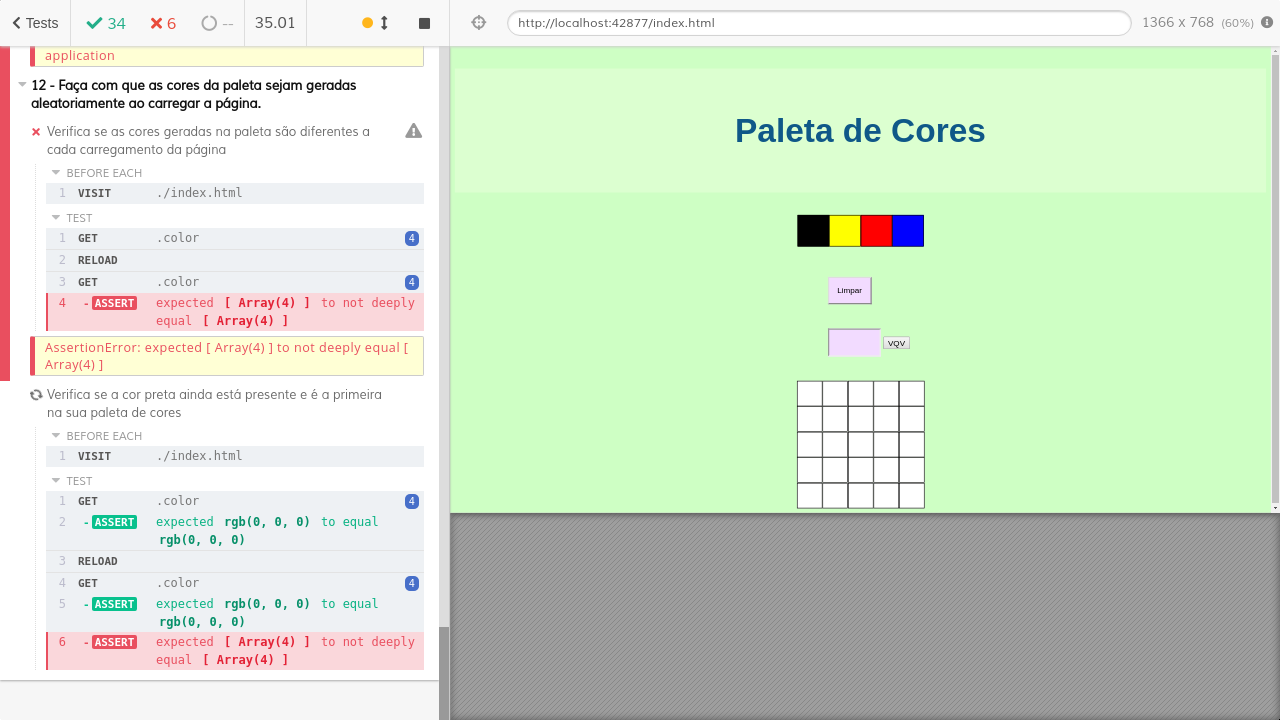 Tests
34
6
--
35.01
http://localhost:42877/index.html
1366 x 768 (60%)
application
12 - Faça com que as cores da paleta sejam geradas
aleatoriamente ao carregar a página.
Verifica se as cores geradas na paleta são diferentes a
cada carregamento da página
BEFORE EACH
1 VISIT ./index.html
TEST
1 GET .color 4
2 RELOAD
3 GET .color 4
4 -ASSERT expected [ Array(4) ] to not deeply
equal [ Array(4) ]
AssertionError: expected [ Array(4) ] to not deeply equal [
Array(4) ]
Verifica se a cor preta ainda está presente e é a primeira
na sua paleta de cores
BEFORE EACH
1 VISIT ./index.html
TEST
1 GET .color 4
2 -ASSERT expected rgb(0, 0, 0) to equal
rgb(0, 0, 0)
3 RELOAD
4 GET .color 4
5 -ASSERT expected rgb(0, 0, 0) to equal
rgb(0, 0, 0)
6 -ASSERT expected [ Array(4) ] to not deeply
equal [ Array(4) ]
Paleta de Cores
Limpar
VQV